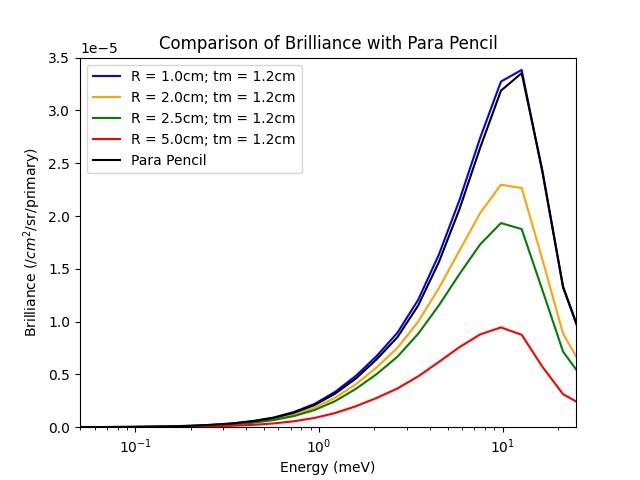 Comparison of Brilliance with Para Pencil
1e−5
3.5
3.0
2.5
2.0
1.5
1.0
0.5
0.0
Brilliance (/cm²/sr/primary)
R = 1.0cm; tm = 1.2cm
R = 2.0cm; tm = 1.2cm
R = 2.5cm; tm = 1.2cm
R = 5.0cm; tm = 1.2cm
Para Pencil
10⁻¹ 10⁰ 10¹
Energy (meV)